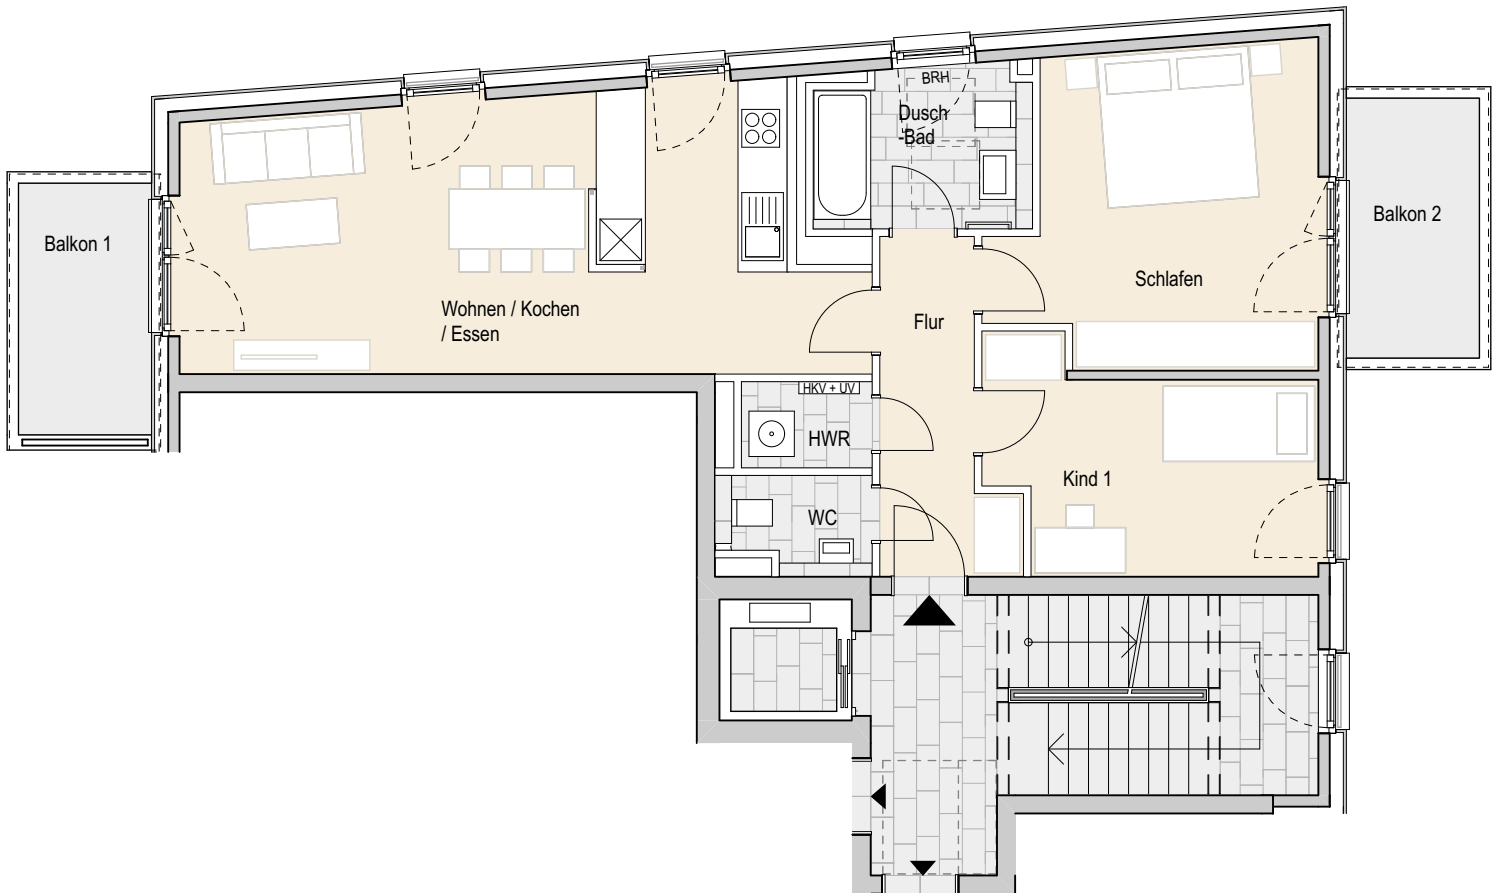 BRH
Dusch
-Bad
Balkon 1
Balkon 2
Schlafen
Wohnen / Kochen
/ Essen
Flur
HKV + UV
HWR
Kind 1
WC